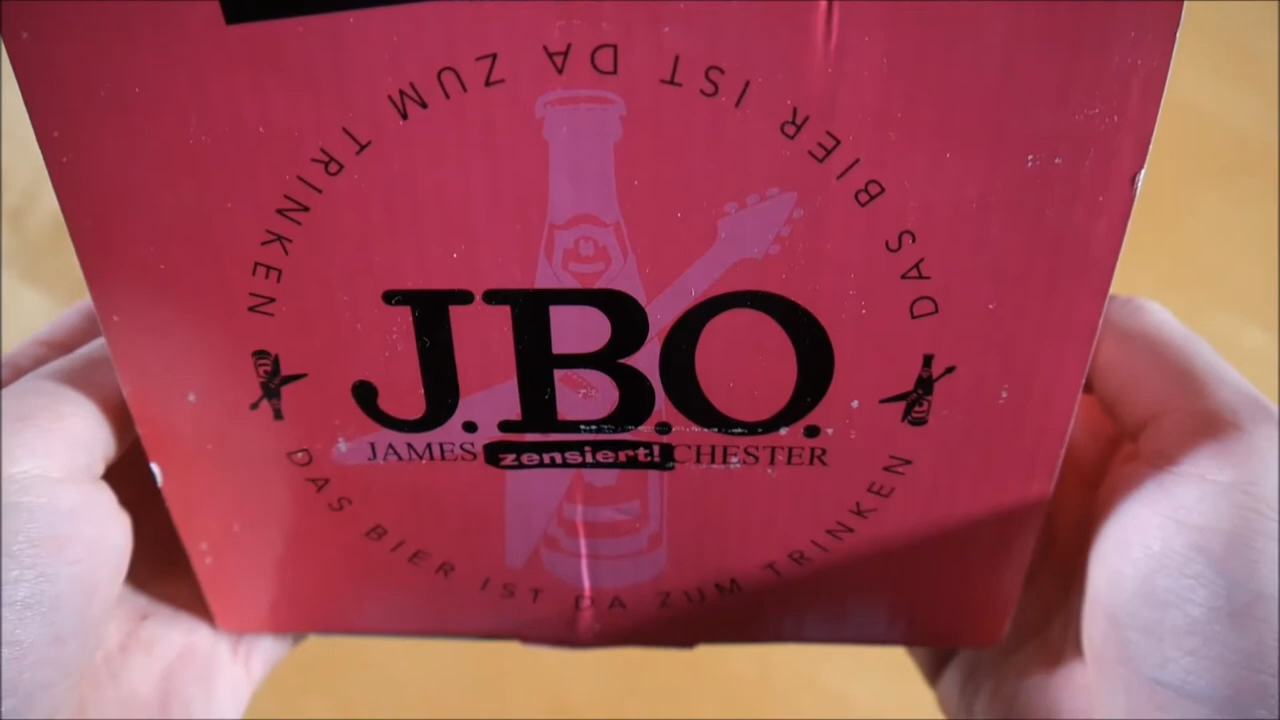 DAS BIER IST DA ZUM TRINKEN
J.B.O.
JAMES zensiert! CHESTER
DAS BIER IST DA ZUM TRINKEN